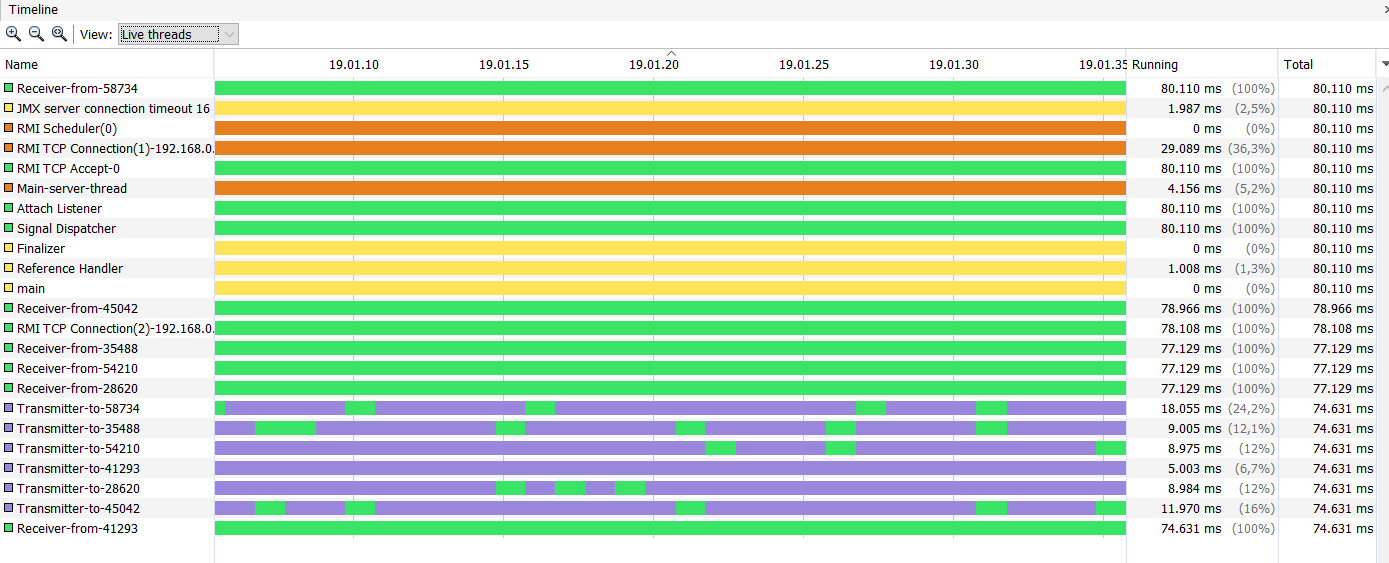 Timeline
View: Live threads
Name 19.01.10 19.01.15 19.01.20 19.01.25 19.01.30 19.01.35 Running Total
Receiver-from-58734 80.110 ms (100%) 80.110 ms
JMX server connection timeout 16 1.987 ms (2,5%) 80.110 ms
RMI Scheduler(0) 0 ms (0%) 80.110 ms
RMI TCP Connection(1)-192.168.0. 29.089 ms (36,3%) 80.110 ms
RMI TCP Accept-0 80.110 ms (100%) 80.110 ms
Main-server-thread 4.156 ms (5,2%) 80.110 ms
Attach Listener 80.110 ms (100%) 80.110 ms
Signal Dispatcher 80.110 ms (100%) 80.110 ms
Finalizer 0 ms (0%) 80.110 ms
Reference Handler 1.008 ms (1,3%) 80.110 ms
main 0 ms (0%) 80.110 ms
Receiver-from-45042 78.966 ms (100%) 78.966 ms
RMI TCP Connection(2)-192.168.0. 78.108 ms (100%) 78.108 ms
Receiver-from-35488 77.129 ms (100%) 77.129 ms
Receiver-from-54210 77.129 ms (100%) 77.129 ms
Receiver-from-28620 77.129 ms (100%) 77.129 ms
Transmitter-to-58734 18.055 ms (24,2%) 74.631 ms
Transmitter-to-35488 9.005 ms (12,1%) 74.631 ms
Transmitter-to-54210 8.975 ms (12%) 74.631 ms
Transmitter-to-41293 5.003 ms (6,7%) 74.631 ms
Transmitter-to-28620 8.984 ms (12%) 74.631 ms
Transmitter-to-45042 11.970 ms (16%) 74.631 ms
Receiver-from-41293 74.631 ms (100%) 74.631 ms